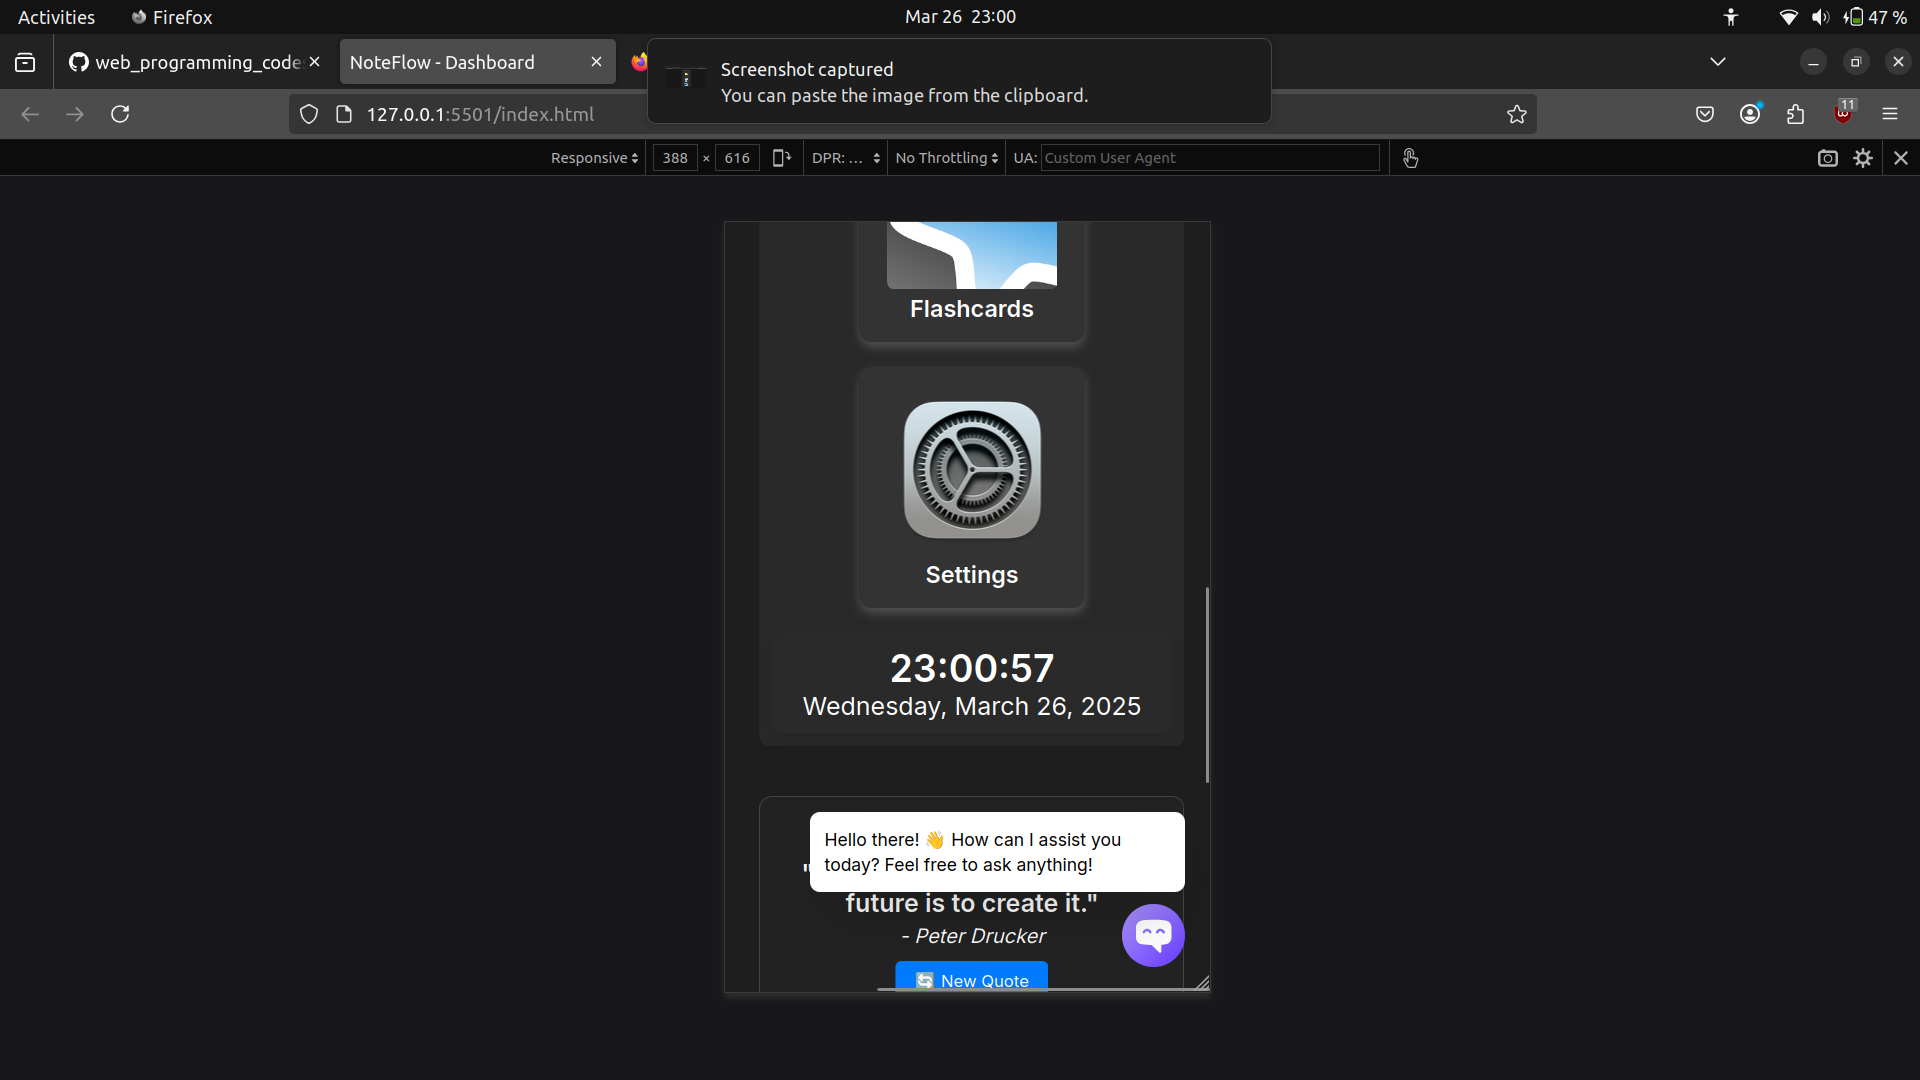 Activities
Firefox
Mar 26 23:00
47 %
web_programming_code
NoteFlow - Dashboard
Screenshot captured
You can paste the image from the clipboard.
127.0.0.1:5501/index.html
11
Responsive
388 × 616
DPR: ...
No Throttling
UA: Custom User Agent
Flashcards
Settings
23:00:57
Wednesday, March 26, 2025
Hello there! 👋 How can I assist you
today? Feel free to ask anything!
"
future is to create it."
- Peter Drucker
🔄 New Quote